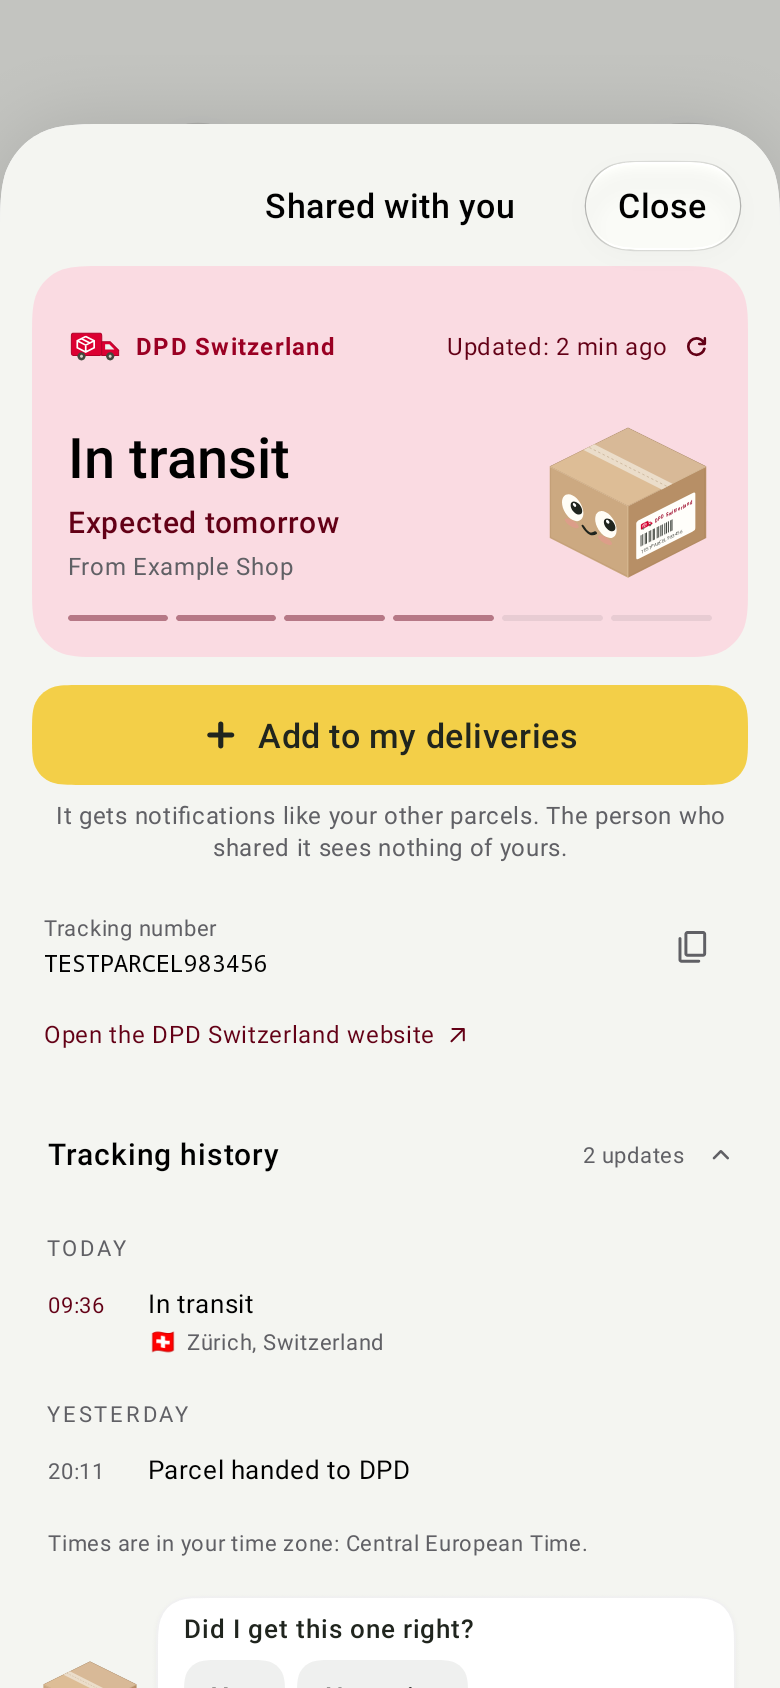 Shared with you
Close
DPD Switzerland
Updated: 2 min ago
In transit
Expected tomorrow
From Example Shop
DPD Switzerland
Add to my deliveries
It gets notifications like your other parcels. The person who
shared it sees nothing of yours.
Tracking number
TESTPARCEL983456
Open the DPD Switzerland website
Tracking history
2 updates
TODAY
09:36
In transit
Zürich, Switzerland
YESTERDAY
20:11
Parcel handed to DPD
Times are in your time zone: Central European Time.
Did I get this one right?